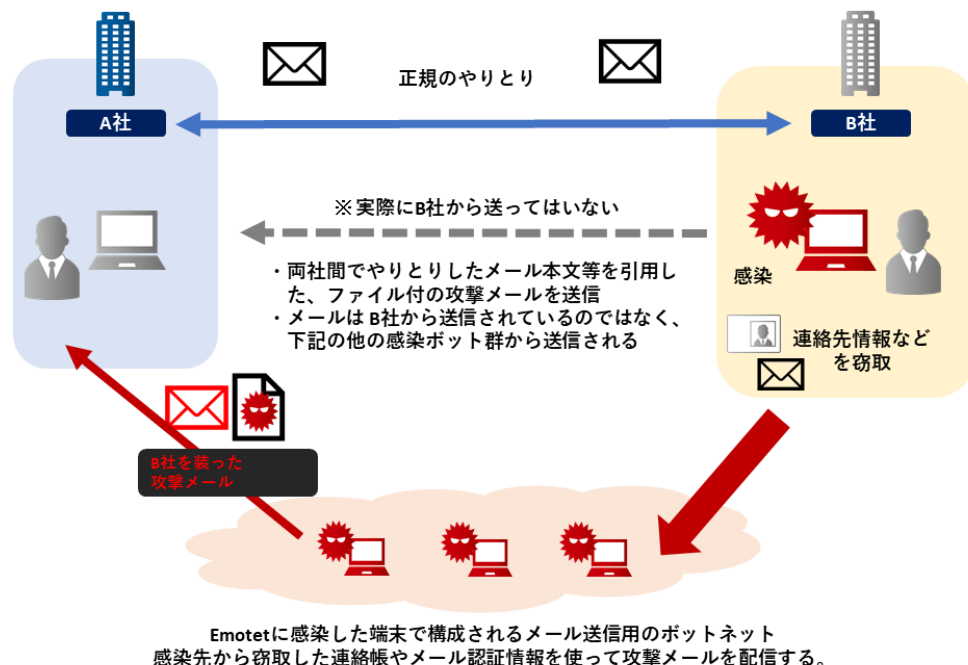 正規のやりとり
A社
B社
※ 実際にB社から送ってはいない
・両社間でやりとりしたメール本文等を引用し
た、ファイル付の攻撃メールを送信
・メールは B社から送信されているのではなく、
下記の他の感染ボット群から送信される
感染
連絡先情報など
を窃取
B社を装った
攻撃メール
Emotetに感染した端末で構成されるメール送信用のボットネット
感染先から窃取した連絡帳やメール認証情報を使って攻撃メールを配信する。